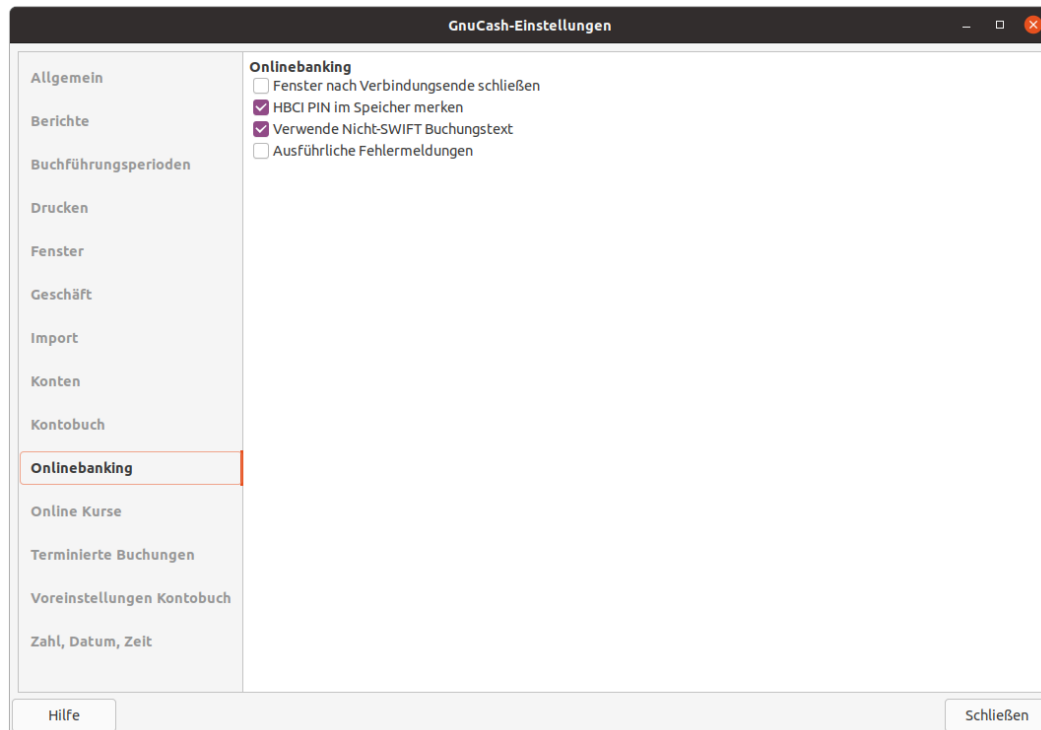 GnuCash-Einstellungen
Allgemein
Berichte
Buchführungsperioden
Drucken
Fenster
Geschäft
Import
Konten
Kontobuch
Onlinebanking
Online Kurse
Terminierte Buchungen
Voreinstellungen Kontobuch
Zahl, Datum, Zeit
Onlinebanking
Fenster nach Verbindungsende schließen
HBCI PIN im Speicher merken
Verwende Nicht-SWIFT Buchungstext
Ausführliche Fehlermeldungen
Hilfe
Schließen